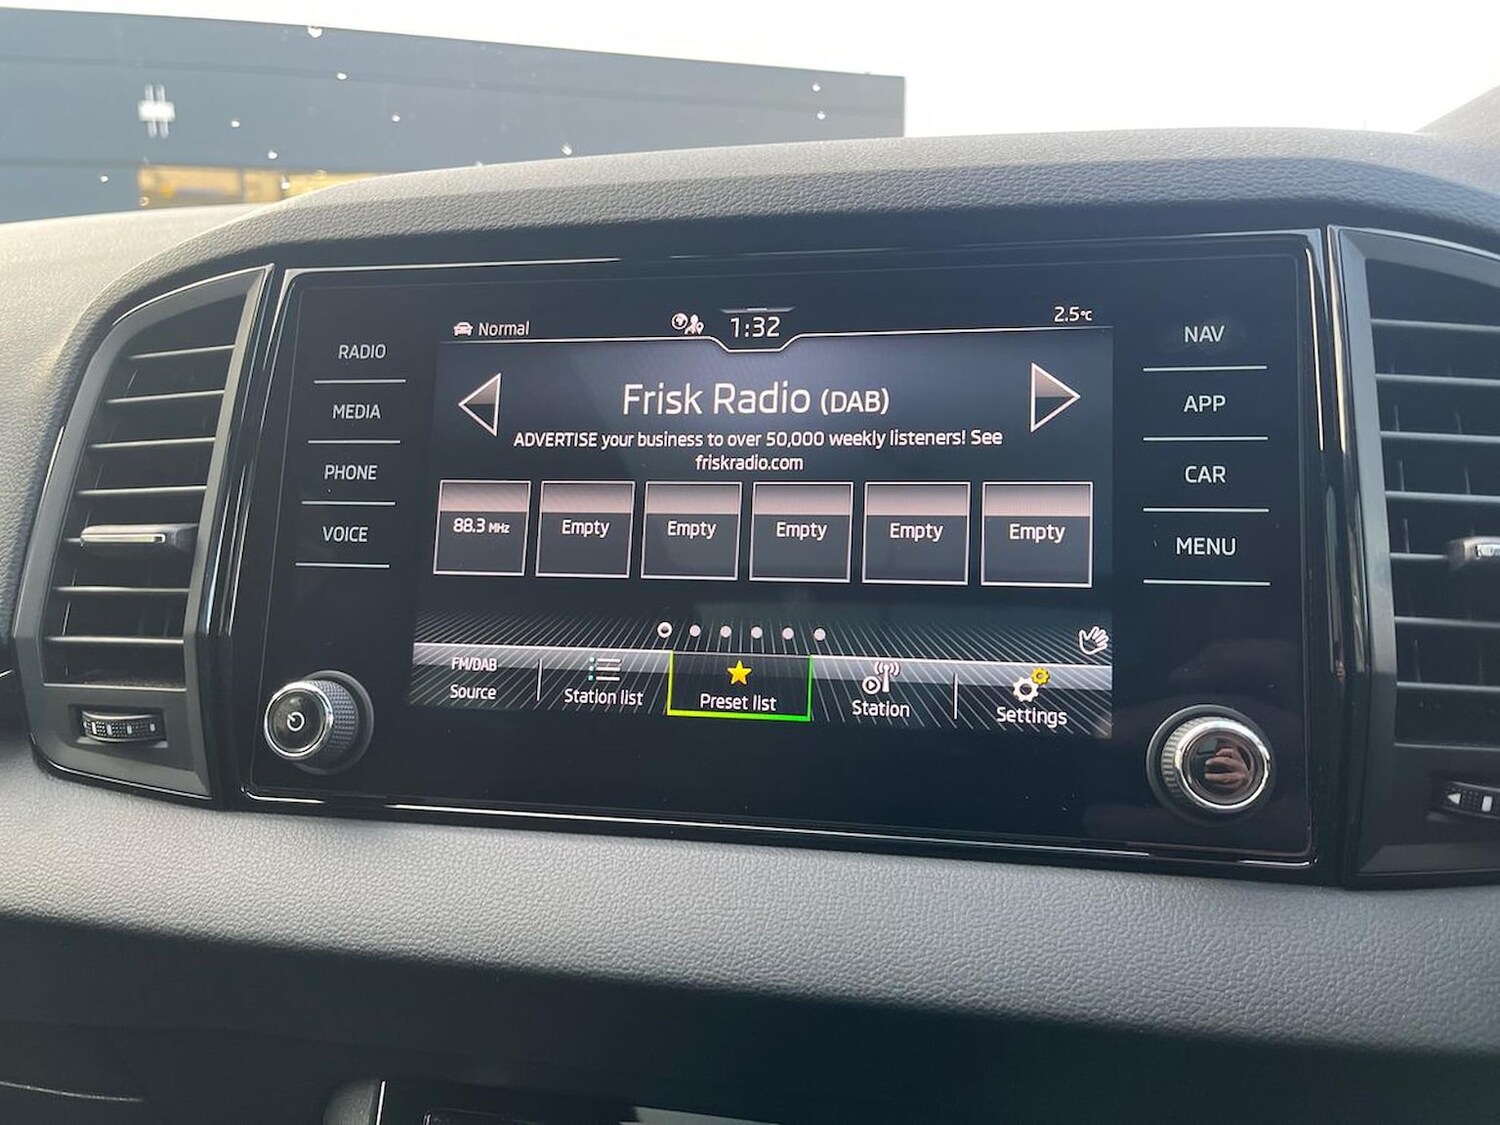 Normal
1:32
2.5°C
RADIO
MEDIA
PHONE
VOICE
Frisk Radio (DAB)
ADVERTISE your business to over 50,000 weekly listeners! See
friskradio.com
88.3 MHz
Empty
Empty
Empty
Empty
Empty
FM/DAB
Source
Station list
Preset list
Station
Settings
NAV
APP
CAR
MENU